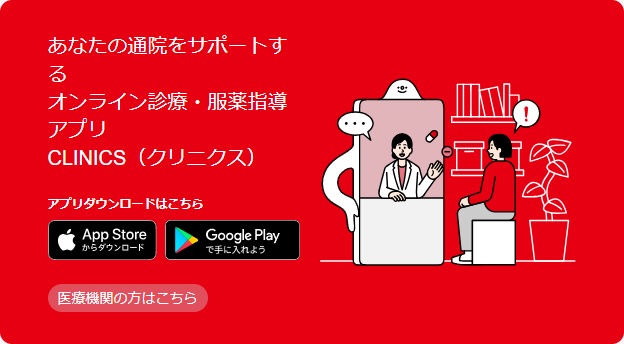 あなたの通院をサポートす
る
オンライン診療・服薬指導
アプリ
CLINICS（クリニクス）
アプリダウンロードはこちら
App Store
からダウンロード
Google Play
で手に入れよう
医療機関の方はこちら